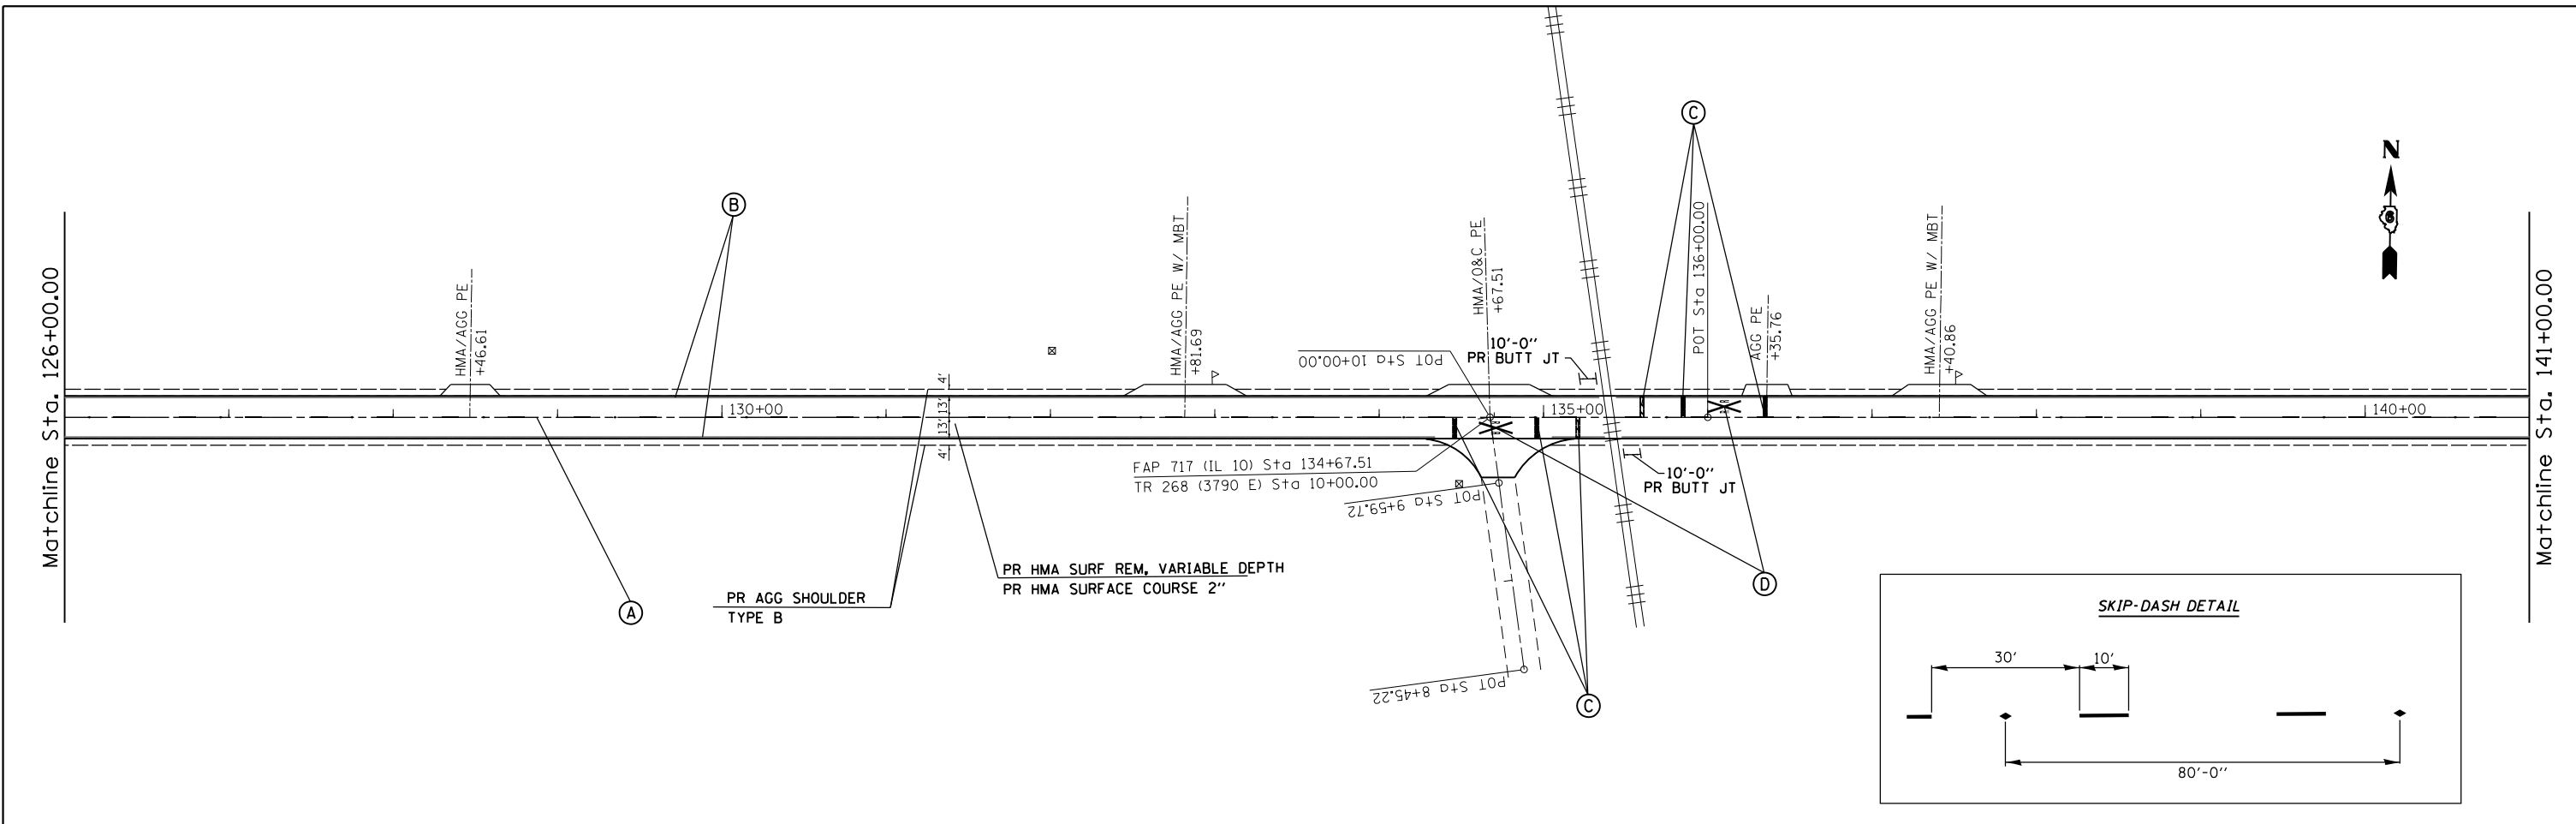 Matchline Sta. 126+00.00
HMA/AGG PE
+46.61
B
A
130+00
4'
13'
13'
4'
PR AGG SHOULDER
TYPE B
PR HMA SURF REM, VARIABLE DEPTH
PR HMA SURFACE COURSE 2''
HMA/AGG PE W/ MBT
+81.69
HMA/O&C PE
+67.51
POT Sta 10+00.00
10'-0''
PR BUTT JT
FAP 717 (IL 10) Sta 134+67.51
TR 268 (3790 E) Sta 10+00.00
POT Sta 9+59.72
POT Sta 8+45.22
135+00
C
POT Sta 136+00.00
AGG PE
+35.76
10'-0''
PR BUTT JT
D
C
HMA/AGG PE W/ MBT
+40.86
140+00
N
6
Matchline Sta. 141+00.00
SKIP-DASH DETAIL
30'
10'
80'-0''